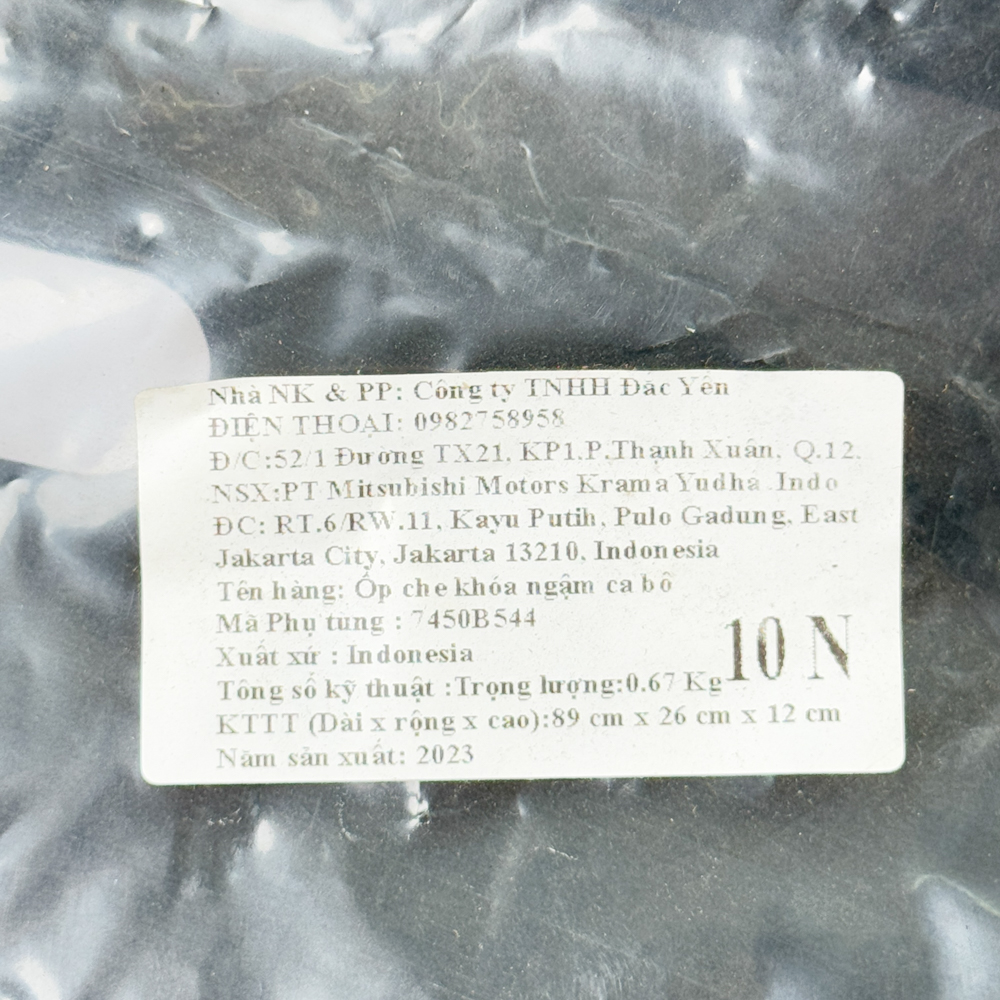 Nhà NK & PP: Công ty TNHH Đắc Yên
ĐIỆN THOẠI: 0982758958
Đ/C:52/1 Đường TX21, KP1.P.Thạnh Xuân, Q.12.
NSX:PT Mitsubishi Motors Krama Yudha Indo
ĐC: RT.6/RW.11, Kayu Putih, Pulo Gadung, East
Jakarta City, Jakarta 13210, Indonesia
Tên hàng: Ốp che khóa ngậm ca bô
Mã Phụ tùng : 7450B544
Xuất xứ : Indonesia
10 N
Tông số kỹ thuật :Trọng lượng:0.67 Kg
KTTT (Dài x rộng x cao):89 cm x 26 cm x 12 cm
Năm sản xuất: 2023